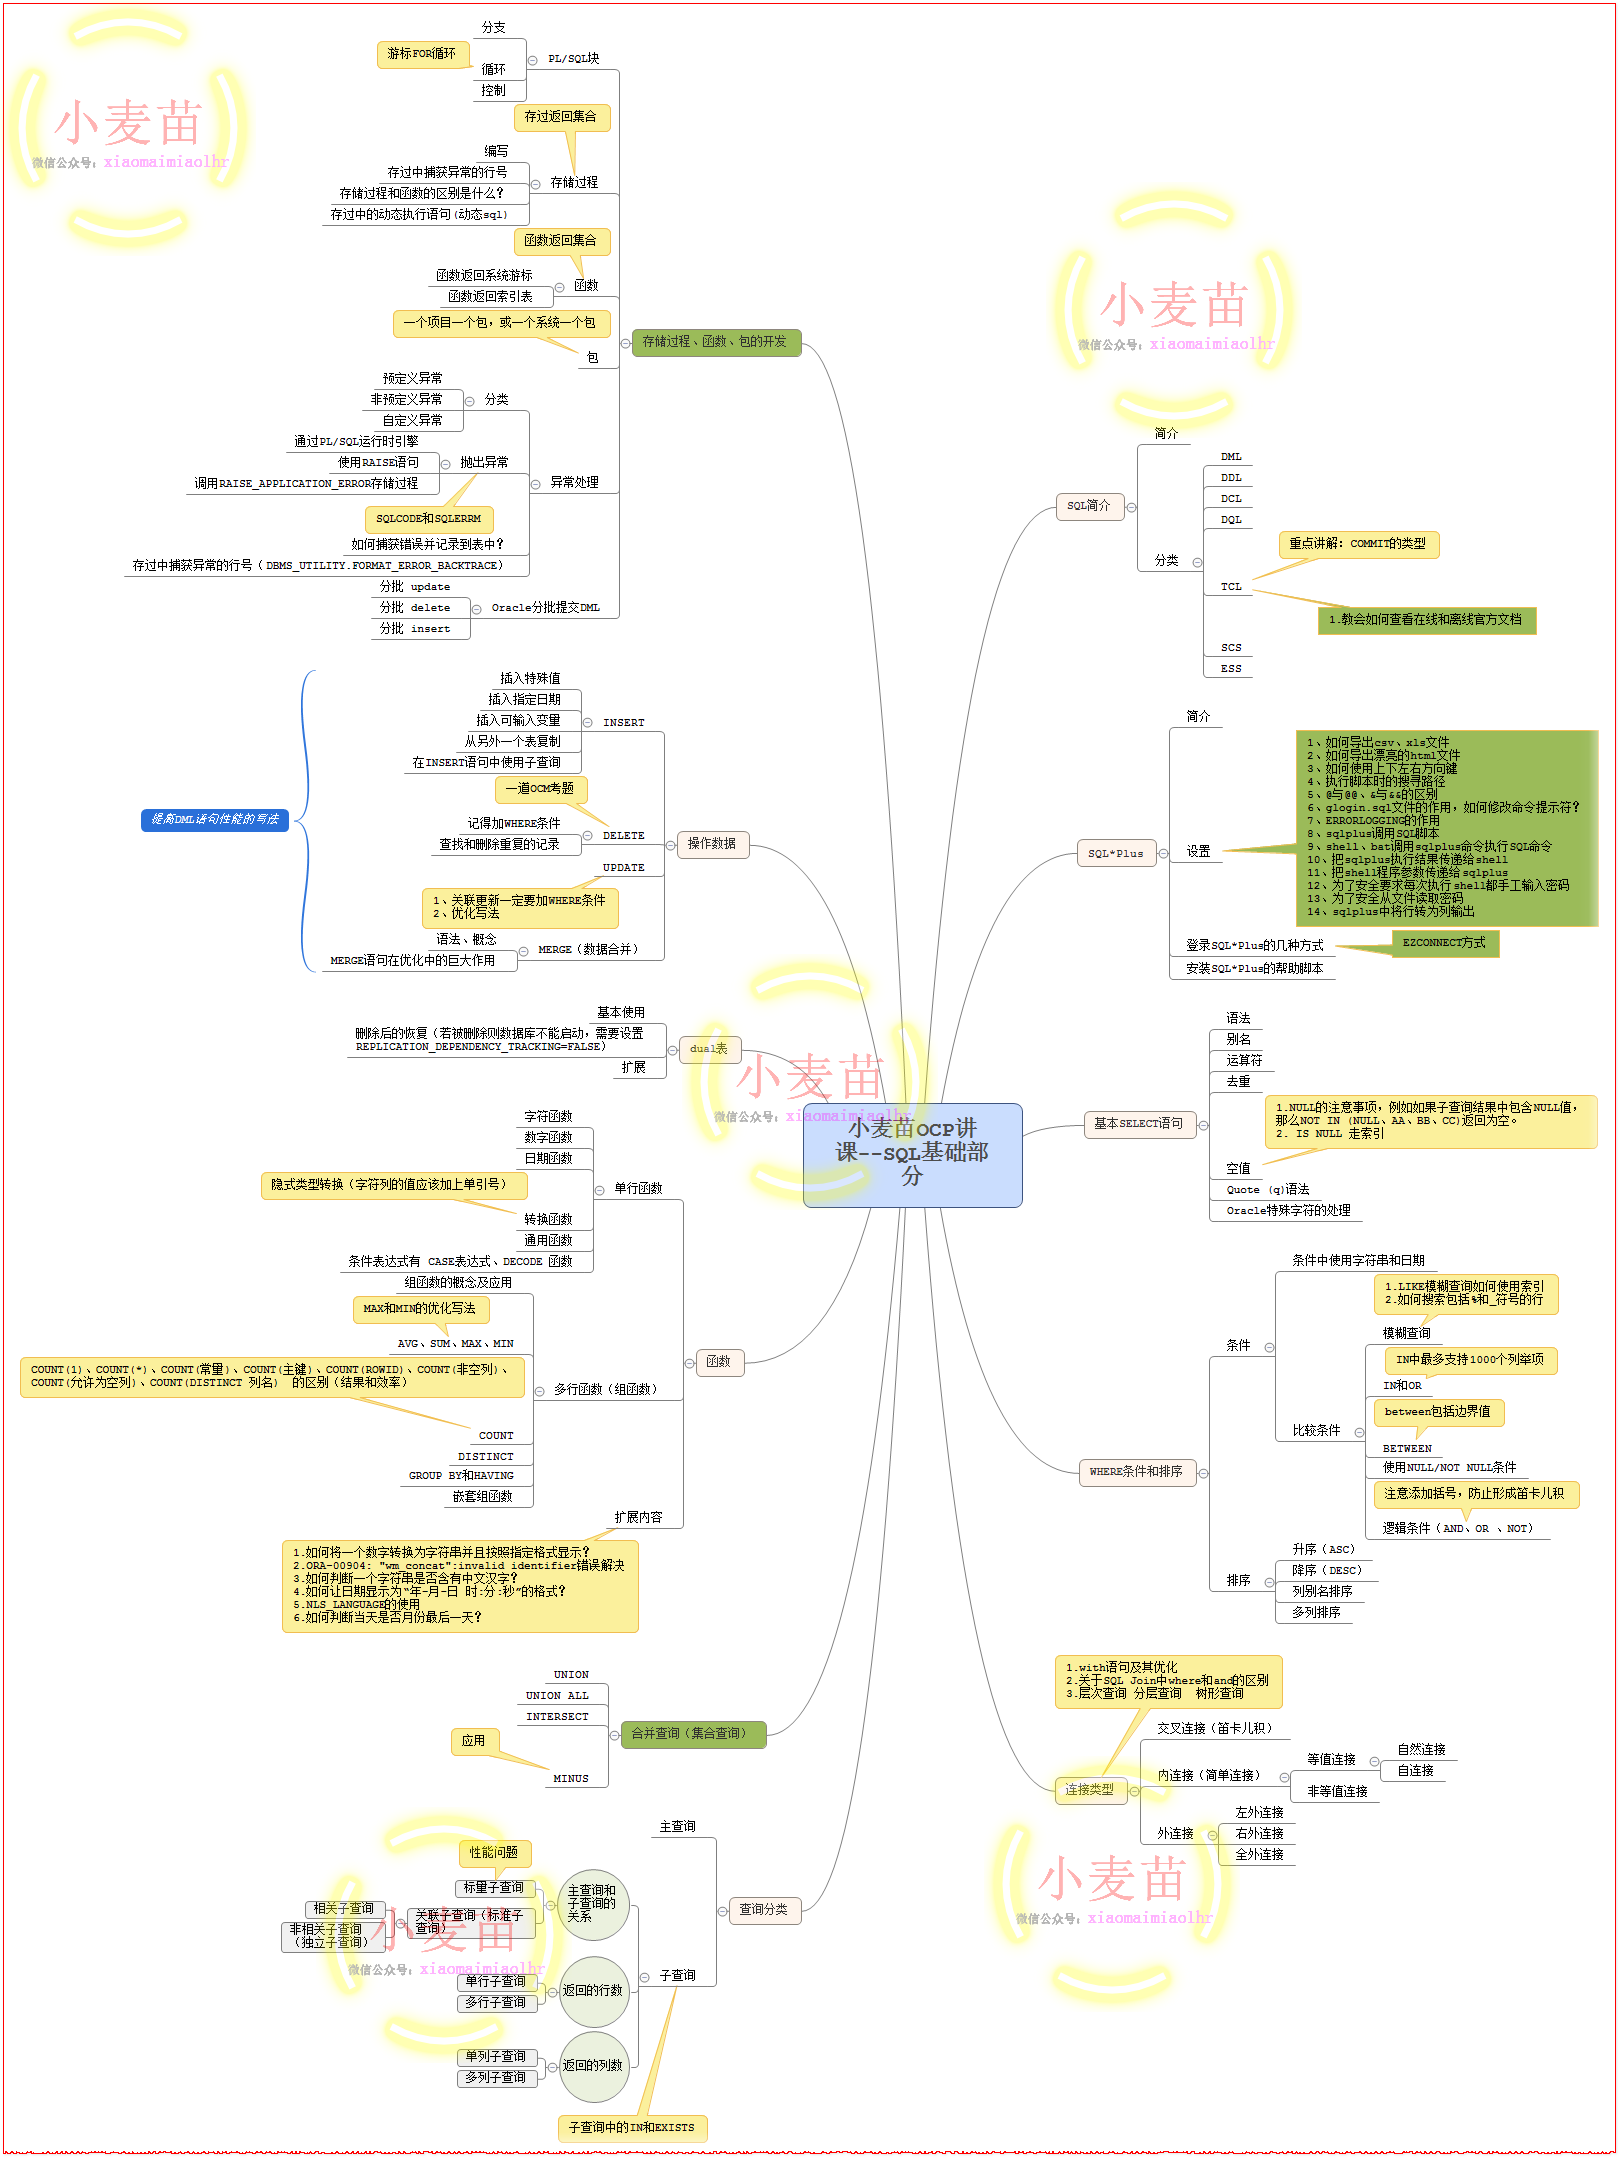 小麦苗
微信公众号：xiaomaimiaolhr
分支
游标FOR循环
循环
控制
PL/SQL块
存过返回集合
编写
存过中捕获异常的行号
存储过程和函数的区别是什么？
存过中的动态执行语句(动态sql)
存储过程
函数返回集合
函数返回系统游标
函数返回索引表
函数
一个项目一个包，或一个系统一个包
包
存储过程、函数、包的开发
预定义异常
非预定义异常
自定义异常
分类
通过PL/SQL运行时引擎
使用RAISE语句
调用RAISE_APPLICATION_ERROR存储过程
抛出异常
SQLCODE和SQLERRM
如何捕获错误并记录到表中？
存过中捕获异常的行号（DBMS_UTILITY.FORMAT_ERROR_BACKTRACE）
异常处理
分批 update
分批 delete
分批 insert
Oracle分批提交DML
提高DML语句性能的写法
插入特殊值
插入指定日期
插入可输入变量
从另外一个表复制
在INSERT语句中使用子查询
INSERT
一道OCM考题
记得加WHERE条件
查找和删除重复的记录
DELETE
UPDATE
1、关联更新一定要加WHERE条件
2、优化写法
语法、概念
MERGE语句在优化中的巨大作用
MERGE（数据合并）
操作数据
基本使用
删除后的恢复（若被删除则数据库不能启动，需要设置
REPLICATION_DEPENDENCY_TRACKING=FALSE）
扩展
dual表
小麦苗
微信公众号：xiaomaimiaolhr
小麦苗OCP讲
课--SQL基础部
分
字符函数
数字函数
日期函数
隐式类型转换（字符列的值应该加上单引号）
转换函数
通用函数
条件表达式有 CASE表达式、DECODE 函数
单行函数
组函数的概念及应用
MAX和MIN的优化写法
AVG、SUM、MAX、MIN
COUNT(1)、COUNT(*)、COUNT(常量)、COUNT(主键)、COUNT(ROWID)、COUNT(非空列)、
COUNT(允许为空列)、COUNT(DISTINCT 列名)  的区别（结果和效率）
COUNT
DISTINCT
GROUP BY和HAVING
嵌套组函数
多行函数（组函数）
函数
扩展内容
1.如何将一个数字转换为字符串并且按照指定格式显示？
2.ORA-00904: "wm_concat":invalid identifier错误解决
3.如何判断一个字符串是否含有中文汉字？
4.如何让日期显示为“年-月-日 时:分:秒”的格式？
5.NLS_LANGUAGE的使用
6.如何判断当天是否月份最后一天？
UNION
UNION ALL
INTERSECT
应用
MINUS
合并查询（集合查询）
主查询
性能问题
标量子查询
关联子查询（标准子
查询）
相关子查询
非相关子查询
（独立子查询）
主查询和
子查询的
关系
小麦苗
微信公众号：xiaomaimiaolhr
单行子查询
多行子查询
返回的行数
单列子查询
多列子查询
返回的列数
子查询
查询分类
子查询中的IN和EXISTS
小麦苗
微信公众号：xiaomaimiaolhr
简介
DML
DDL
DCL
DQL
SQL简介
分类
重点讲解：COMMIT的类型
TCL
1.教会如何查看在线和离线官方文档
SCS
ESS
简介
1、如何导出csv、xls文件
2、如何导出漂亮的html文件
3、如何使用上下左右方向键
4、执行脚本时的搜寻路径
5、@与@@、&与&&的区别
6、glogin.sql文件的作用，如何修改命令提示符？
7、ERRORLOGGING的作用
8、sqlplus调用SQL脚本
9、shell、bat调用sqlplus命令执行SQL命令
10、把sqlplus执行结果传递给shell
11、把shell程序参数传递给sqlplus
12、为了安全要求每次执行shell都手工输入密码
13、为了安全从文件读取密码
14、sqlplus中将行转为列输出
设置
SQL*Plus
登录SQL*Plus的几种方式
EZCONNECT方式
安装SQL*Plus的帮助脚本
语法
别名
运算符
去重
基本SELECT语句
1.NULL的注意事项，例如如果子查询结果中包含NULL值，
那么NOT IN (NULL、AA、BB、CC)返回为空。
2. IS NULL 走索引
空值
Quote (q)语法
Oracle特殊字符的处理
条件中使用字符串和日期
1.LIKE模糊查询如何使用索引
2.如何搜索包括%和_符号的行
模糊查询
条件
IN中最多支持1000个列举项
IN和OR
between包括边界值
比较条件
BETWEEN
使用NULL/NOT NULL条件
WHERE条件和排序
注意添加括号，防止形成笛卡儿积
逻辑条件（AND、OR 、NOT）
升序（ASC）
降序（DESC）
排序
列别名排序
多列排序
1.with语句及其优化
2.关于SQL Join中where和and的区别
3.层次查询 分层查询  树形查询
交叉连接（笛卡儿积）
自然连接
等值连接
自连接
内连接（简单连接）
连接类型
非等值连接
左外连接
外连接
右外连接
全外连接
小麦苗
微信公众号：xiaomaimiaolhr